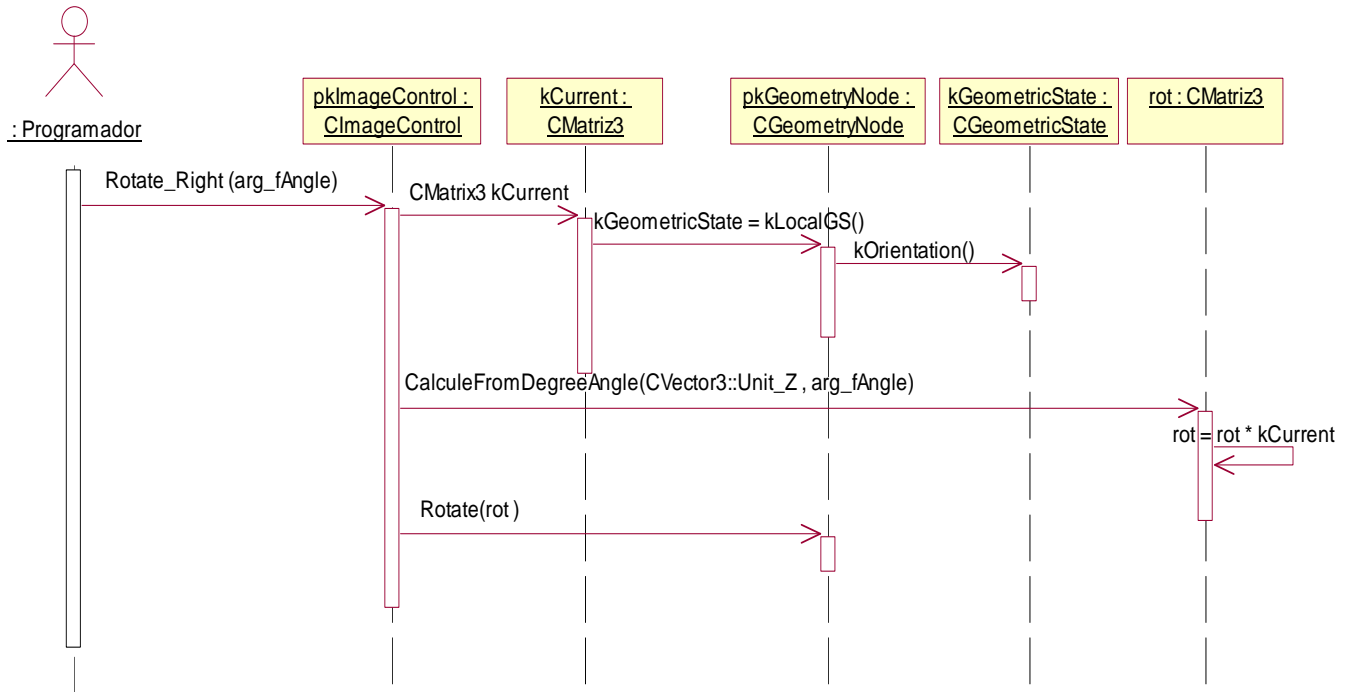 : Programador
pkImageControl :
CImageControl
kCurrent :
CMatriz3
pkGeometryNode :
CGeometryNode
kGeometricState :
CGeometricState
rot : CMatriz3
Rotate_Right (arg_fAngle)
CMatrix3 kCurrent
kGeometricState = kLocalGS()
kOrientation()
CalculeFromDegreeAngle(CVector3::Unit_Z , arg_fAngle)
rot = rot * kCurrent
Rotate(rot )